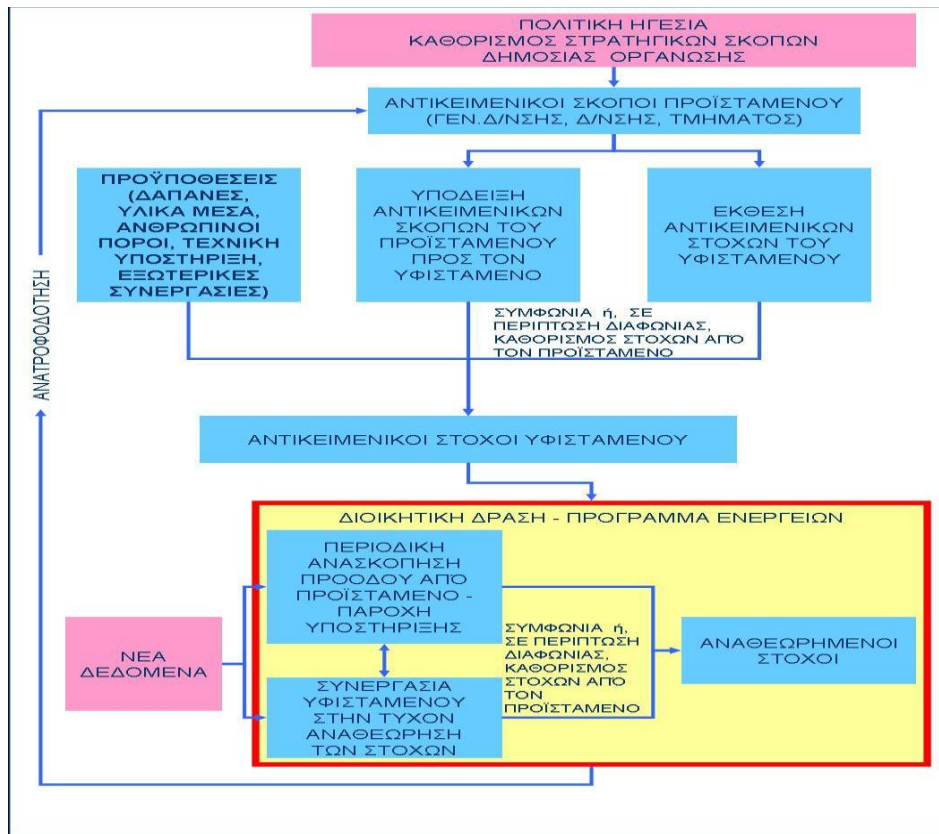 ΠΟΛΙΤΙΚΗ ΗΓΕΣΙΑ
ΚΑΘΟΡΙΣΜΟΣ ΣΤΡΑΤΗΓΙΚΩΝ ΣΚΟΠΩΝ
ΔΗΜΟΣΙΑΣ ΟΡΓΑΝΩΣΗΣ
ΑΝΤΙΚΕΙΜΕΝΙΚΟΙ ΣΚΟΠΟΙ ΠΡΟΪΣΤΑΜΕΝΟΥ
(ΓΕΝ.Δ/ΝΣΗΣ, Δ/ΝΣΗΣ, ΤΜΗΜΑΤΟΣ)
ΠΡΟΫΠΟΘΕΣΕΙΣ
(ΔΑΠΑΝΕΣ,
ΥΛΙΚΑ ΜΕΣΑ,
ΑΝΘΡΩΠΙΝΟΙ
ΠΟΡΟΙ, ΤΕΧΝΙΚΗ
ΥΠΟΣΤΗΡΙΞΗ,
ΕΞΩΤΕΡΙΚΕΣ
ΣΥΝΕΡΓΑΣΙΕΣ)
ΥΠΟΔΕΙΞΗ
ΑΝΤΙΚΕΙΜΕΝΙΚΩΝ
ΣΚΟΠΩΝ ΤΟΥ
ΠΡΟΪΣΤΑΜΕΝΟΥ
ΠΡΟΣ ΤΟΝ
ΥΦΙΣΤΑΜΕΝΟ
ΕΚΘΕΣΗ
ΑΝΤΙΚΕΙΜΕΝΙΚΩΝ
ΣΤΟΧΩΝ ΤΟΥ
ΥΦΙΣΤΑΜΕΝΟΥ
ΣΥΜΦΩΝΙΑ ή, ΣΕ
ΠΕΡΙΠΤΩΣΗ ΔΙΑΦΩΝΙΑΣ,
ΚΑΘΟΡΙΣΜΟΣ ΣΤΟΧΩΝ ΑΠΌ
ΤΟΝ ΠΡΟΪΣΤΑΜΕΝΟ
ΑΝΑΤΡΟΦΟΔΟΤΗΣΗ
ΑΝΤΙΚΕΙΜΕΝΙΚΟΙ ΣΤΟΧΟΙ ΥΦΙΣΤΑΜΕΝΟΥ
ΔΙΟΙΚΗΤΙΚΗ ΔΡΑΣΗ - ΠΡΟΓΡΑΜΜΑ ΕΝΕΡΓΕΙΩΝ
ΠΕΡΙΟΔΙΚΗ
ΑΝΑΣΚΟΠΗΣΗ
ΠΡΟΟΔΟΥ ΑΠΌ
ΠΡΟΪΣΤΑΜΕΝΟ -
ΠΑΡΟΧΗ
ΥΠΟΣΤΗΡΙΞΗΣ
ΝΕΑ
ΔΕΔΟΜΕΝΑ
ΣΥΜΦΩΝΙΑ ή,
ΣΕ ΠΕΡΙΠΤΩΣΗ
ΔΙΑΦΩΝΙΑΣ,
ΚΑΘΟΡΙΣΜΟΣ
ΣΤΟΧΩΝ ΑΠΌ
ΤΟΝ
ΠΡΟΪΣΤΑΜΕΝΟ
ΑΝΑΘΕΩΡΗΜΕΝΟΙ
ΣΤΟΧΟΙ
ΣΥΝΕΡΓΑΣΙΑ
ΥΦΙΣΤΑΜΕΝΟΥ
ΣΤΗΝ ΤΥΧΟΝ
ΑΝΑΘΕΩΡΗΣΗ
ΤΩΝ ΣΤΟΧΩΝ